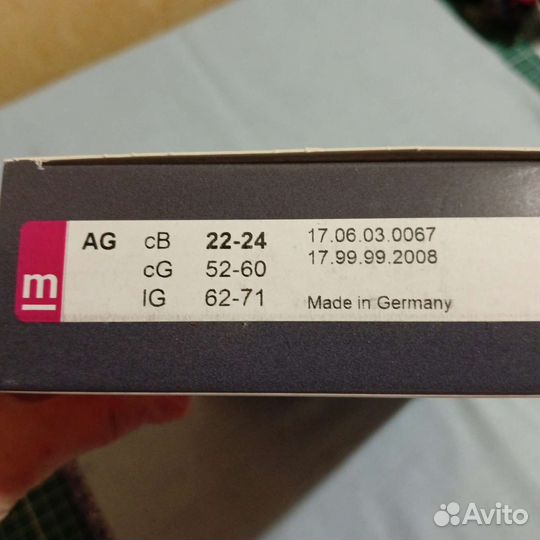 AG cB 22-24 17.06.03.0067
cG 52-60 17.99.99.2008
lG 62-71 Made in Germany
m
Avito